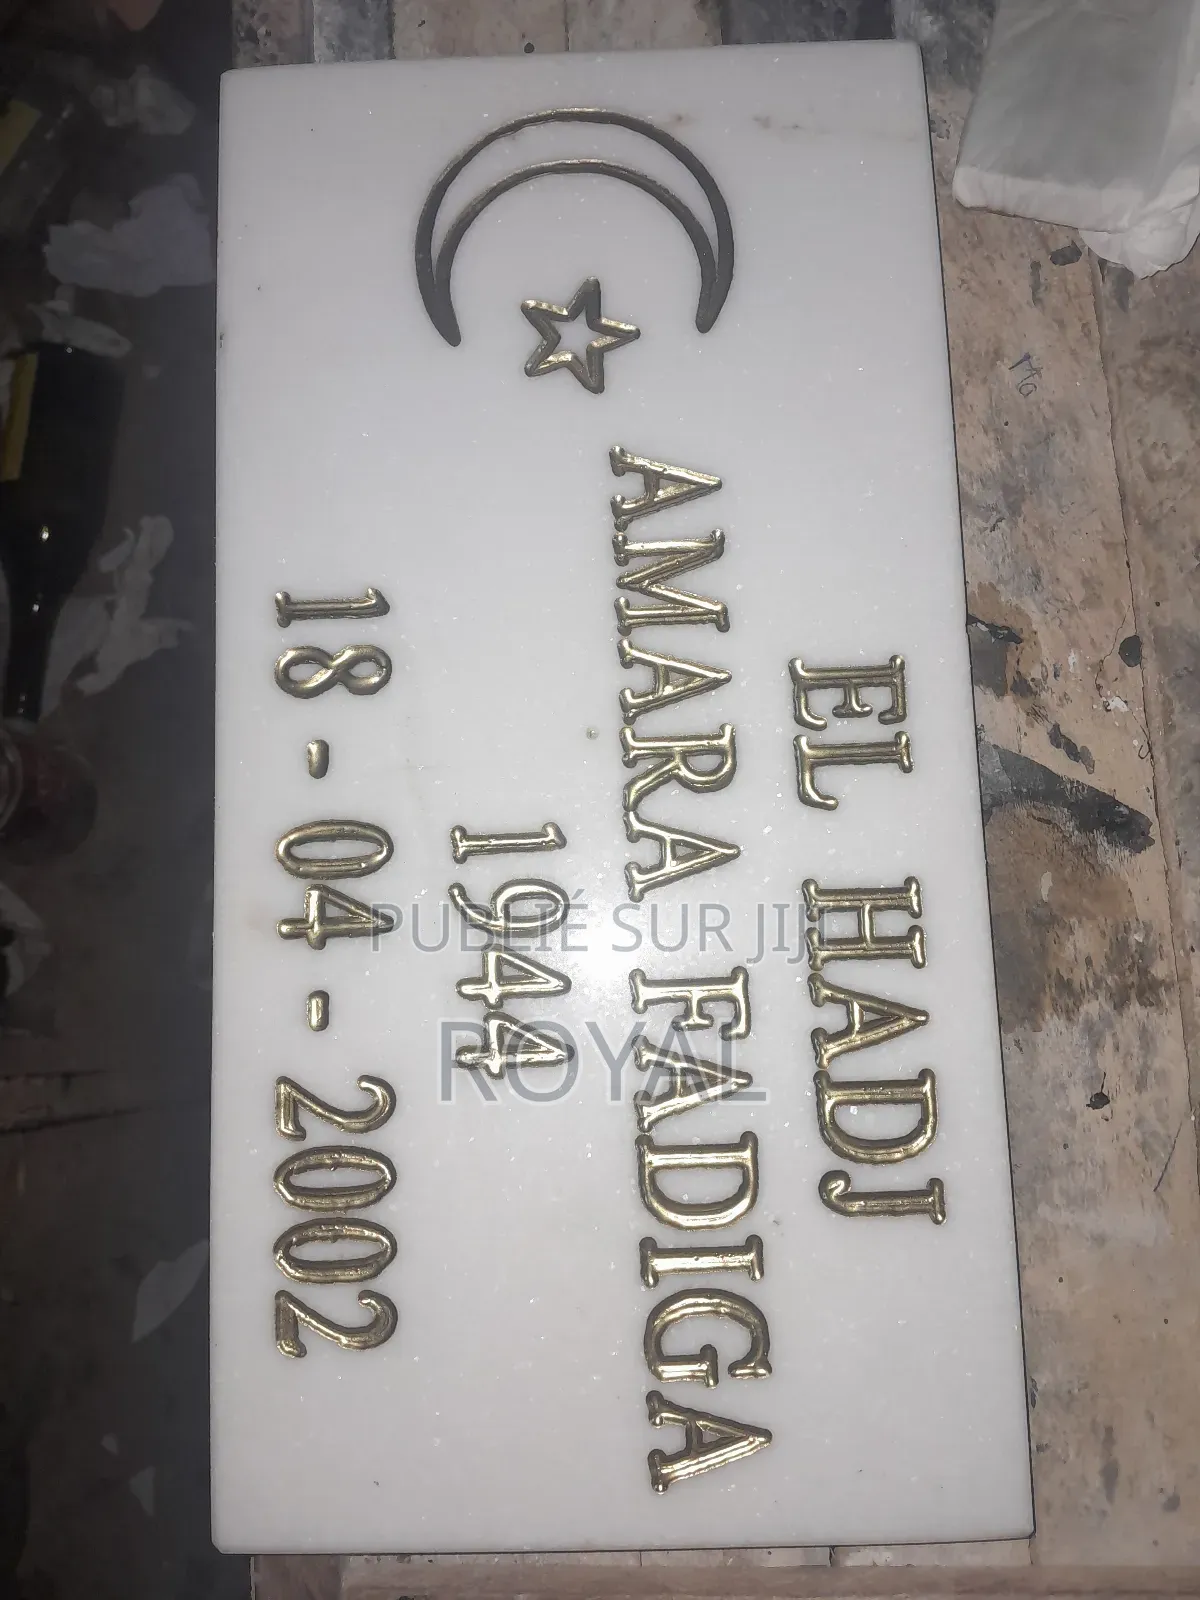 EL HADJ
AMARA FADIGA
1944
18 - 04 - 2002
PUBLIÉ SUR JIJI
ROYAL